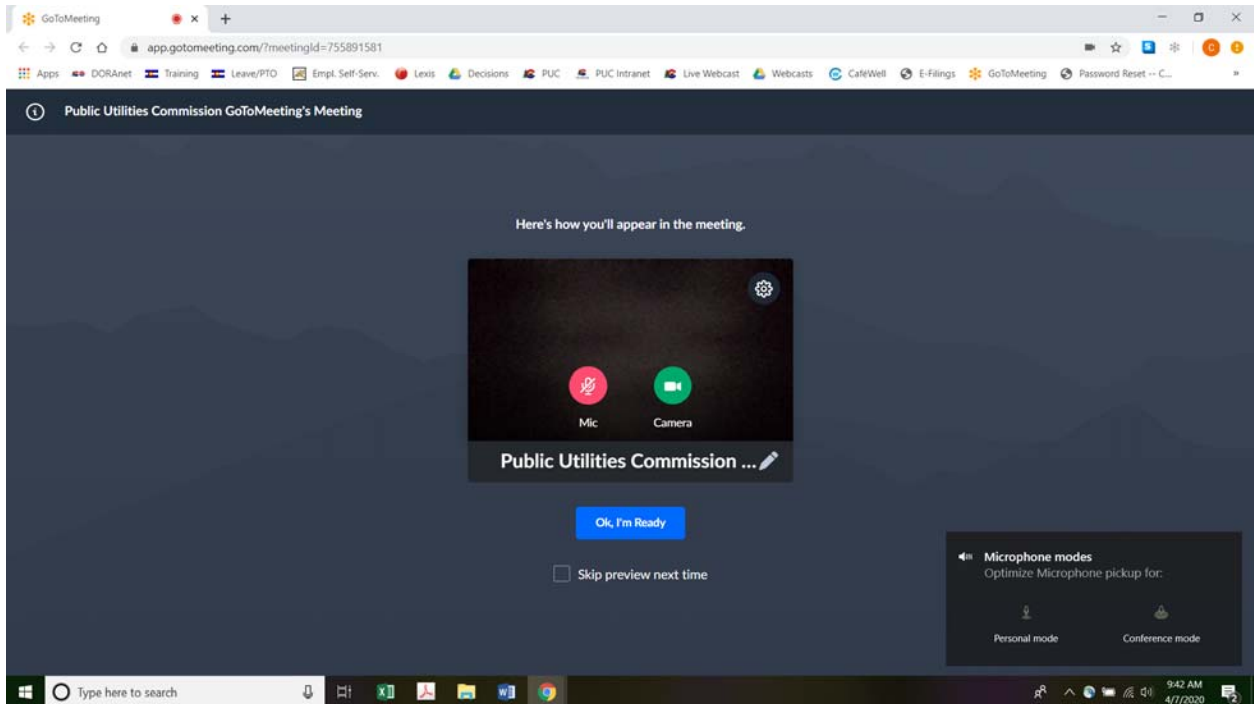 GoToMeeting
app.gotomeeting.com/?meetingId=755891581
Apps DORAnet Training Leave/PTO Empl. Self-Serv. Lexis Decisions PUC PUC Intranet Live Webcast Webcasts CafeWell E-Filings GoToMeeting Password Reset -- C...
Public Utilities Commission GoToMeeting's Meeting
Here's how you'll appear in the meeting.
Mic Camera
Public Utilities Commission ...
Ok, I'm Ready
Skip preview next time
Microphone modes
Optimize Microphone pickup for:
Personal mode Conference mode
Type here to search
9:42 AM
4/7/2020